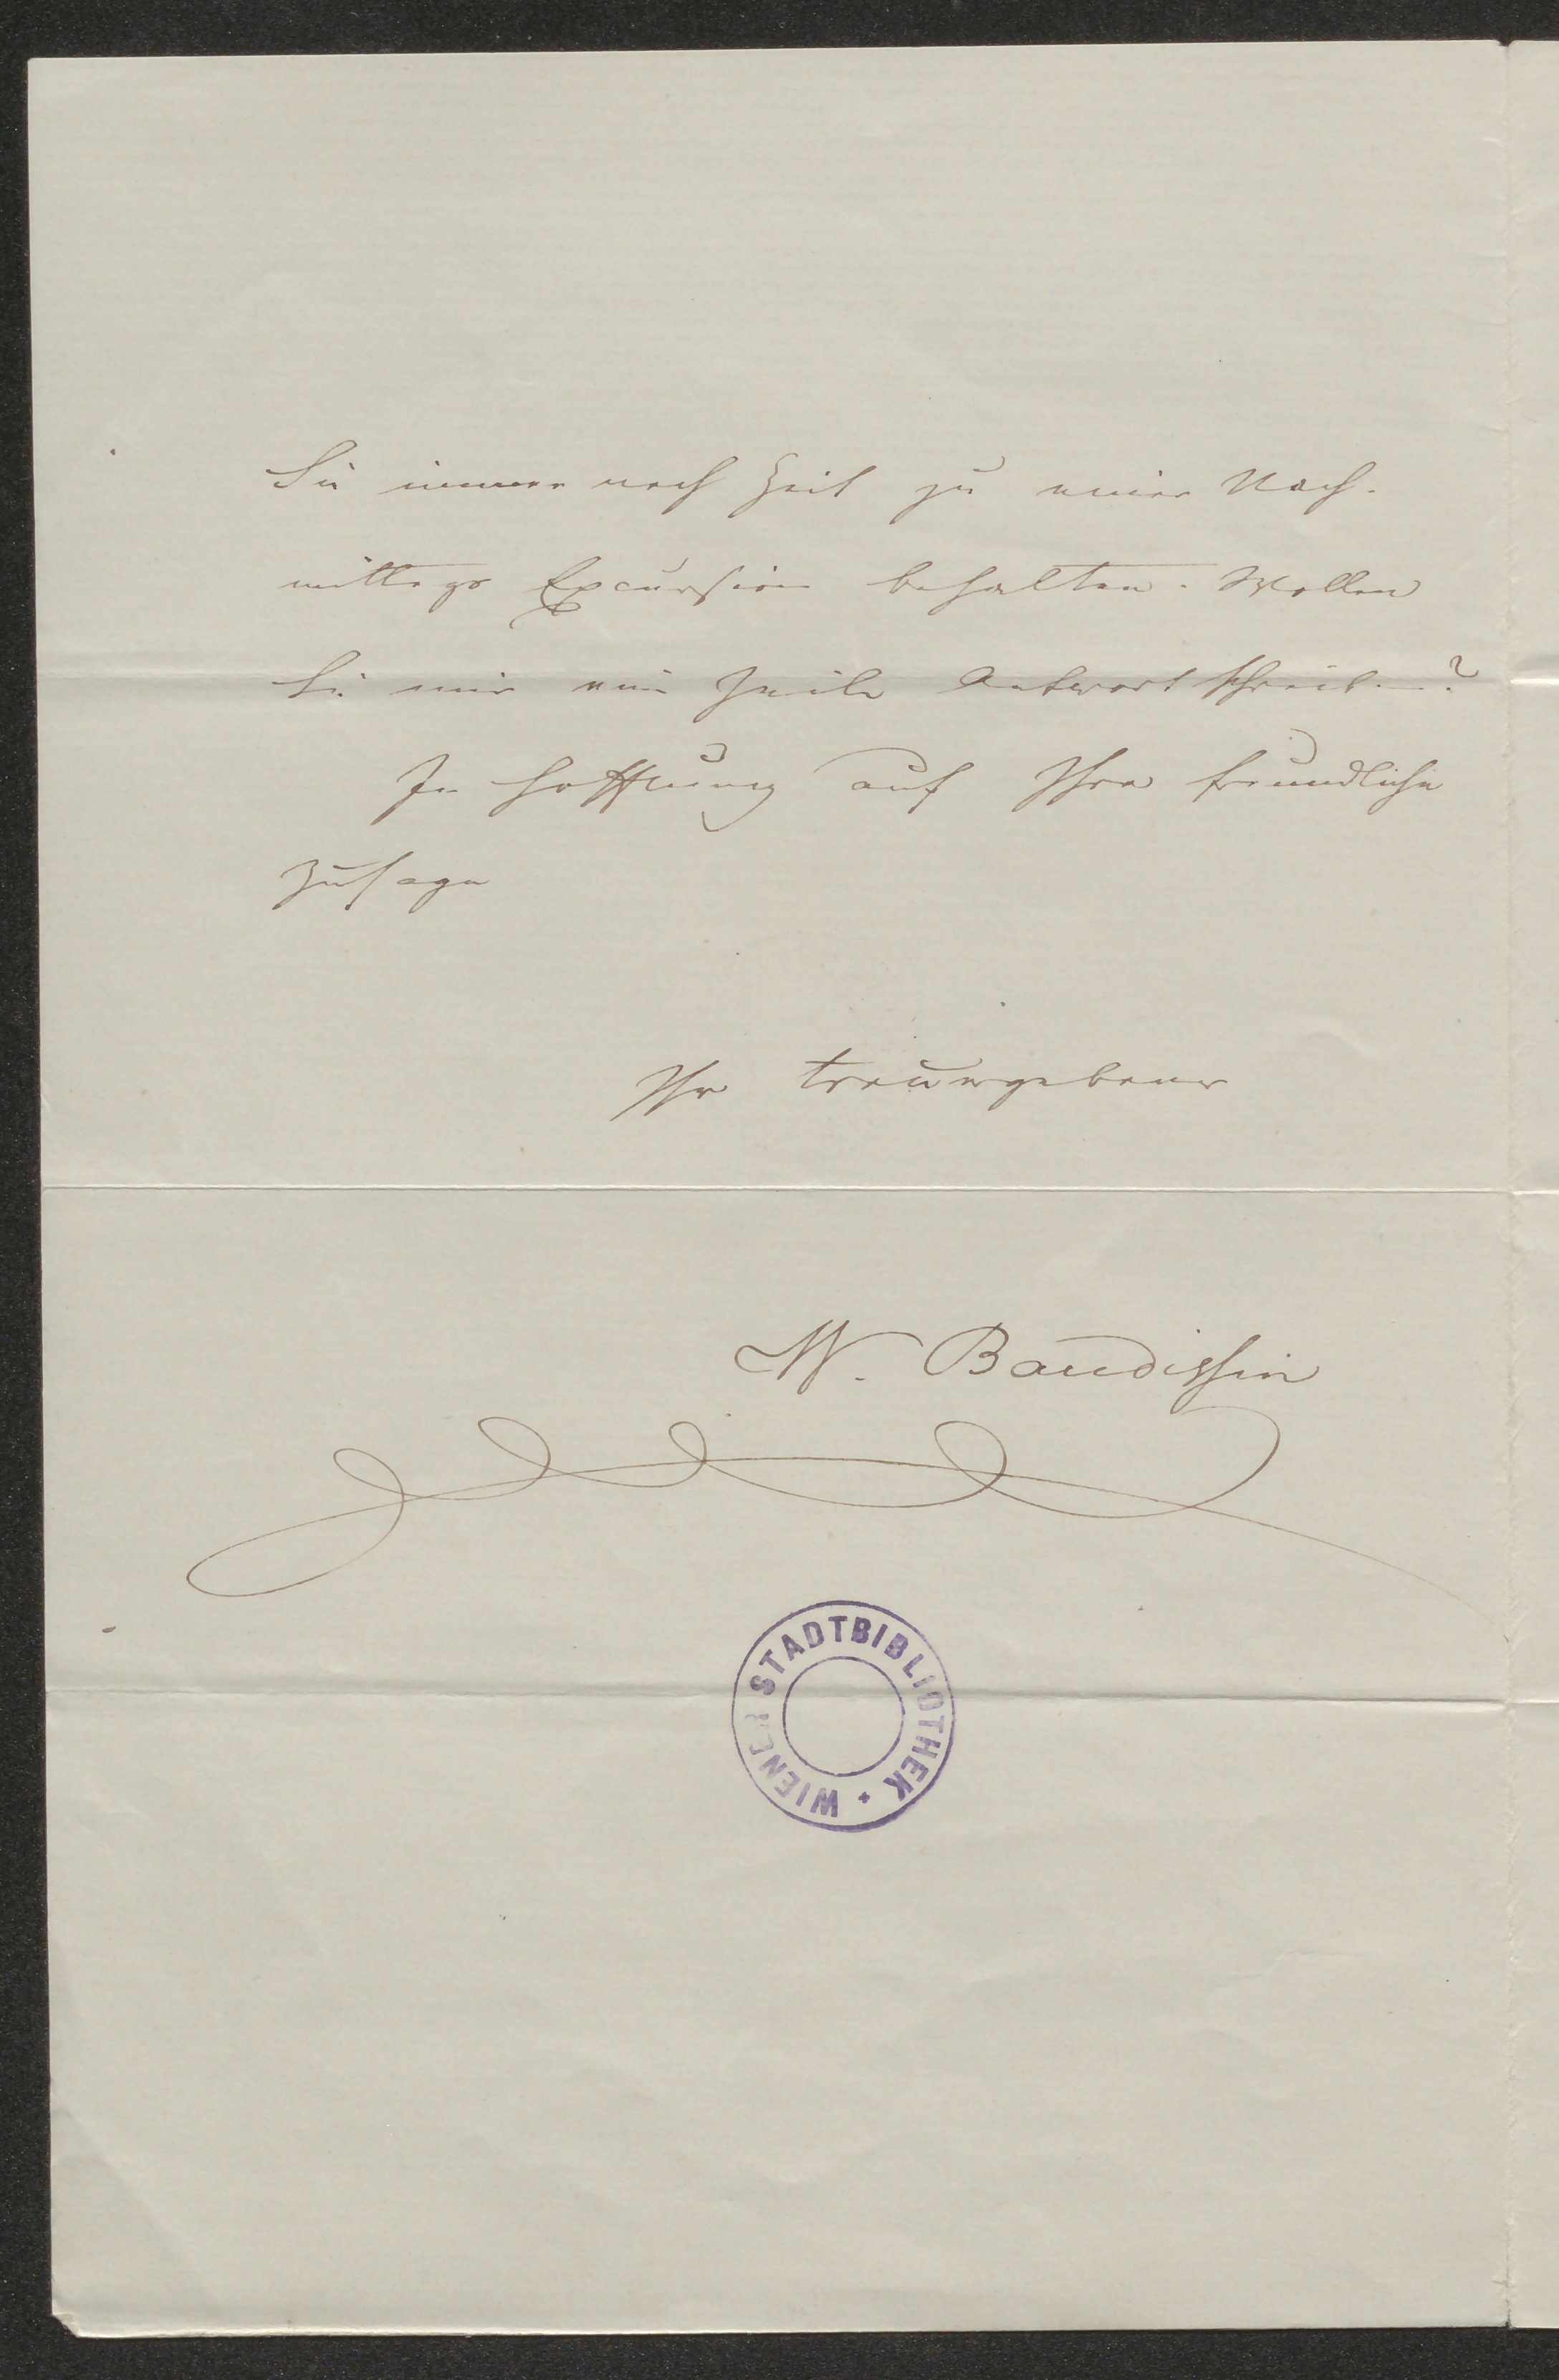 Sie immer noch Zeit zu einer Nach-
mittags Excursion behalten. Wollen
Sie mir eine Zeile Antwort schreiben?
In Hoffnung auf Ihre freundliche
Zusage
Ihr treuergebener
W. Baudissin
WIENER STADTBIBLIOTHEK